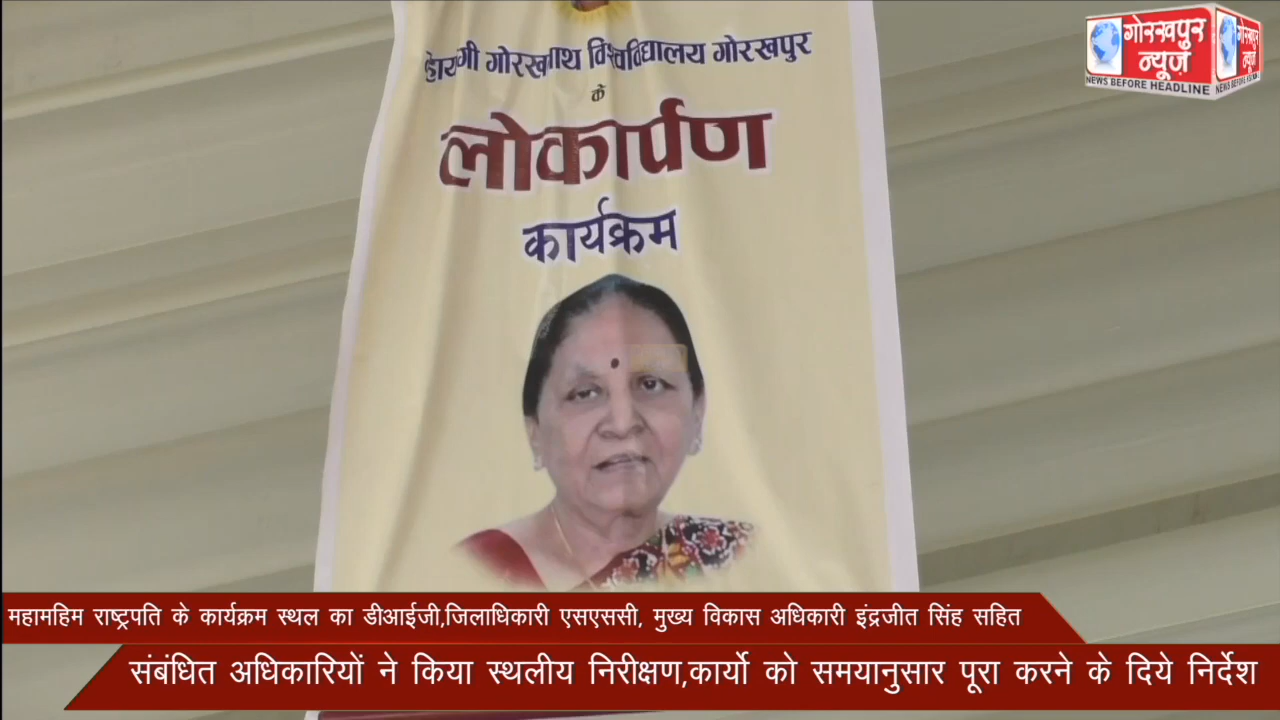 गोरखपुर
न्यूज़
NEWS BEFORE HEADLINE
गोरखपुर
न्यूज़
गोरखनाथ विश्वविद्यालय गोरखपुर
के
लोकार्पण
कार्यक्रम
महामहिम राष्ट्रपति के कार्यक्रम स्थल का डीआईजी,जिलाधिकारी एसएससी, मुख्य विकास अधिकारी इंद्रजीत सिंह सहित
संबंधित अधिकारियों ने किया स्थलीय निरीक्षण,कार्यो को समयानुसार पूरा करने के दिये निर्देश